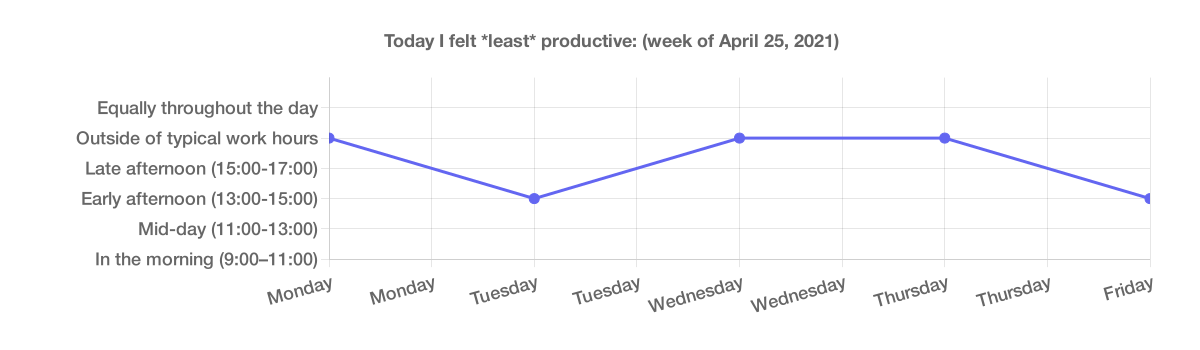 Today I felt *least* productive: (week of April 25, 2021)
Equally throughout the day
Outside of typical work hours
Late afternoon (15:00-17:00)
Early afternoon (13:00-15:00)
Mid-day (11:00-13:00)
In the morning (9:00–11:00)
Monday
Monday
Tuesday
Tuesday
Wednesday
Wednesday
Thursday
Thursday
Friday